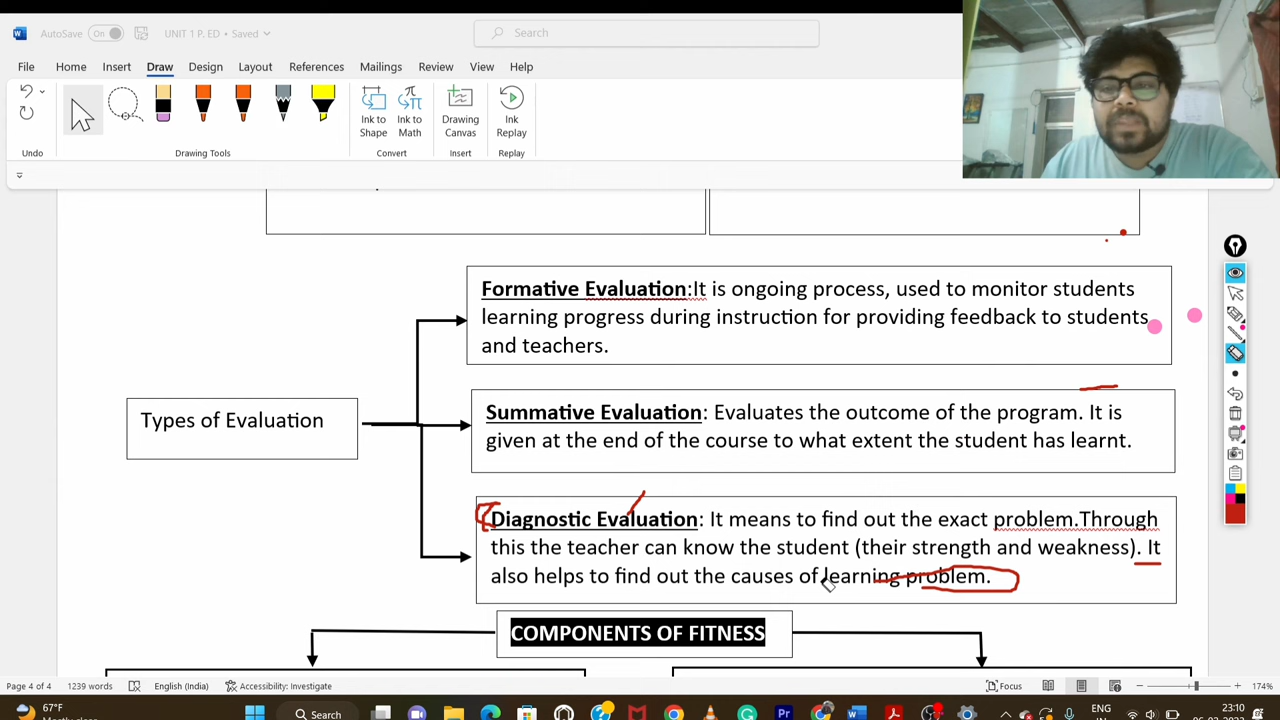 AutoSave On UNIT 1 P. ED • Saved Search
File Home Insert Draw Design Layout References Mailings Review View Help
Undo
Ink to Shape
Ink to Math
Drawing Canvas
Ink Replay
Drawing Tools Convert Insert Replay
Formative Evaluation:It is ongoing process, used to monitor students
learning progress during instruction for providing feedback to students
and teachers.
Types of Evaluation
Summative Evaluation: Evaluates the outcome of the program. It is
given at the end of the course to what extent the student has learnt.
Diagnostic Evaluation: It means to find out the exact problem.Through
this the teacher can know the student (their strength and weakness). It
also helps to find out the causes of learning problem.
COMPONENTS OF FITNESS
Page 4 of 4 1239 words English (India) Accessibility: Investigate Focus 174%
67°F
Search
ENG
23:10